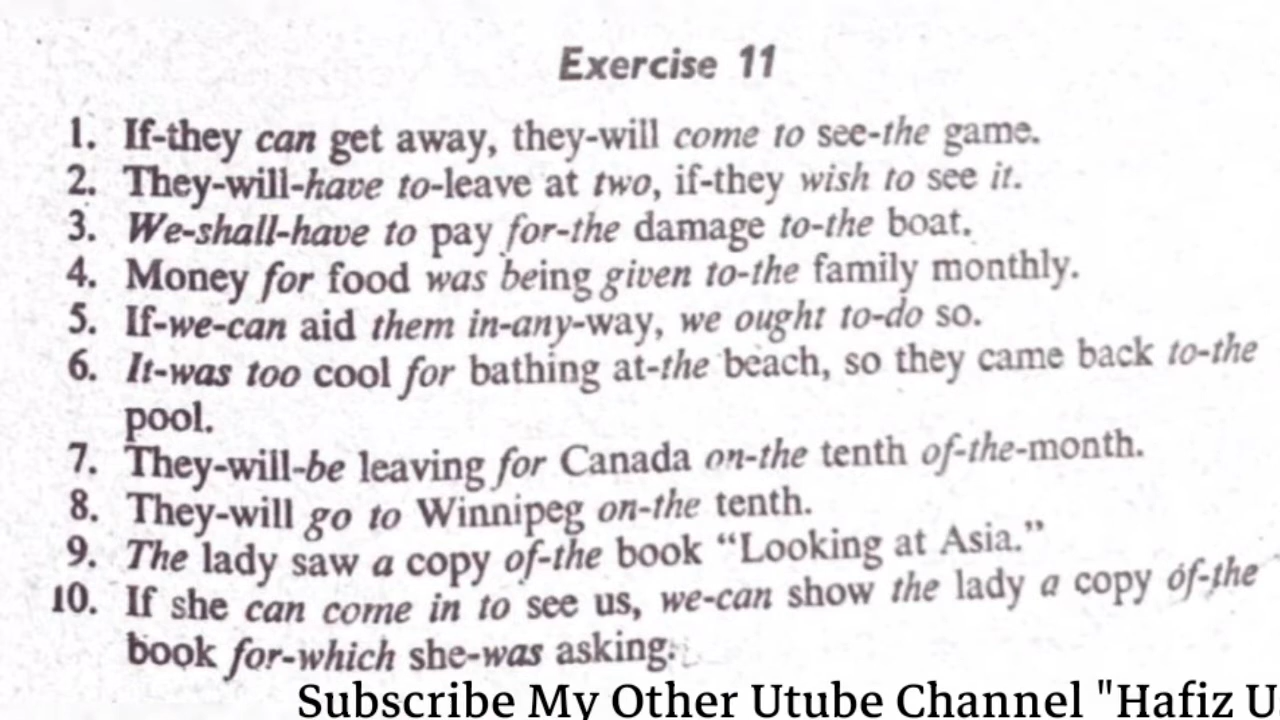 Exercise 11
1. If-they can get away, they-will come to see-the game.
2. They-will-have to-leave at two, if-they wish to see it.
3. We-shall-have to pay for-the damage to-the boat.
4. Money for food was being given to-the family monthly.
5. If-we-can aid them in-any-way, we ought to-do so.
6. It-was too cool for bathing at-the beach, so they came back to-the
pool.
7. They-will-be leaving for Canada on-the tenth of-the-month.
8. They-will go to Winnipeg on-the tenth.
9. The lady saw a copy of-the book “Looking at Asia.”
10. If she can come in to see us, we-can show the lady a copy of-the
book for-which she-was asking.
Subscribe My Other Utube Channel "Hafiz U